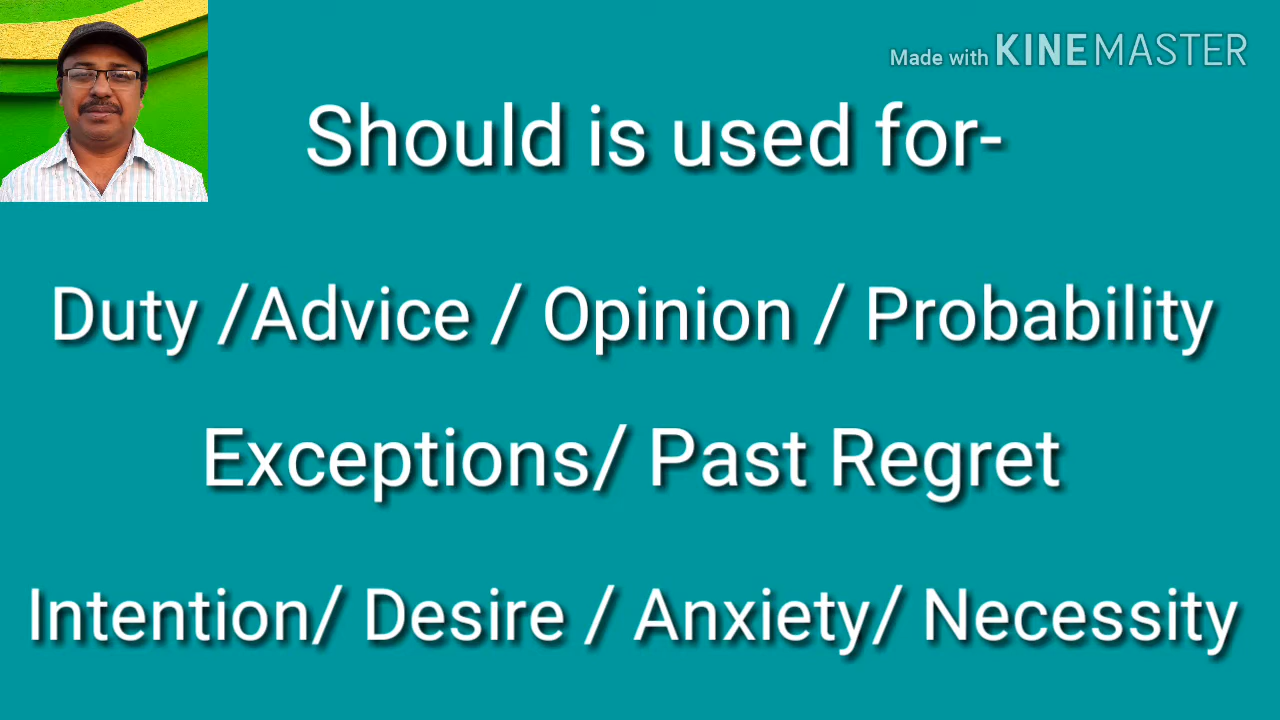 Made with KINEMASTER
Should is used for-
Duty /Advice / Opinion / Probability
Exceptions/ Past Regret
Intention/ Desire / Anxiety/ Necessity